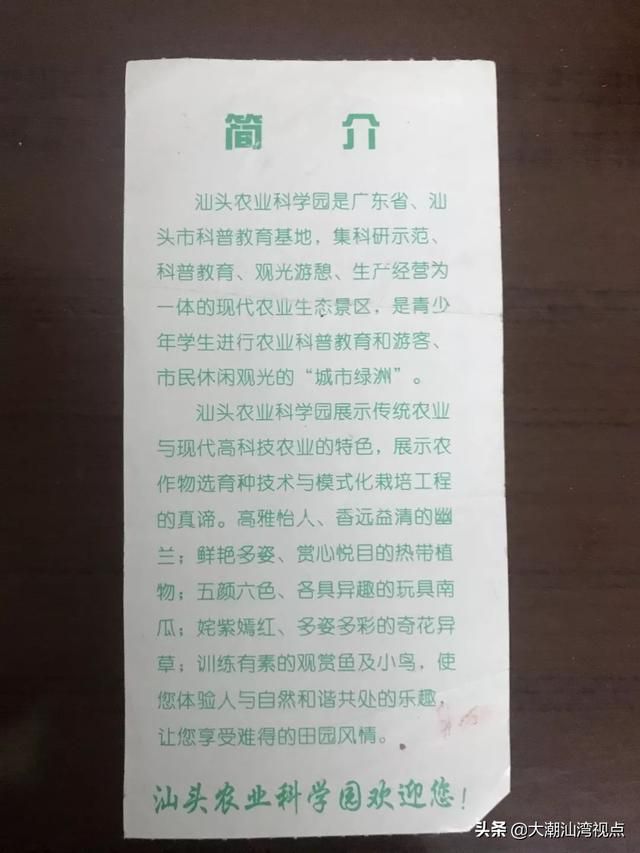 简 介
汕头农业科学园是广东省、汕
头市科普教育基地，集科研示范、
科普教育、观光游憩、生产经营为
一体的现代农业生态景区，是青少
年学生进行农业科普教育和游客、
市民休闲观光的“城市绿洲”。
汕头农业科学园展示传统农业
与现代高科技农业的特色，展示农
作物选育种技术与模式化栽培工程
的真谛。高雅怡人、香远益清的幽
兰；鲜艳多姿、赏心悦目的热带植
物；五颜六色、各具异趣的玩具南
瓜；姹紫嫣红、多姿多彩的奇花异
草；训练有素的观赏鱼及小鸟，使
您体验人与自然和谐共处的乐趣，
让您享受难得的田园风情。
汕头农业科学园欢迎您！
头条 @大潮汕湾视点